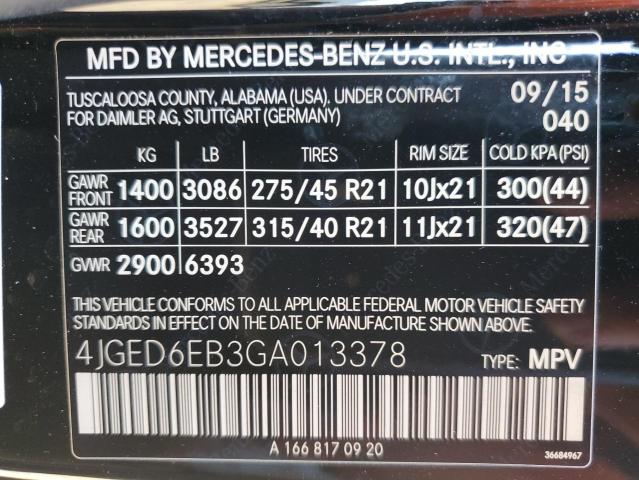 MFD BY MERCEDES-BENZ U.S. INTL., INC
TUSCALOOSA COUNTY, ALABAMA (USA). UNDER CONTRACT 09/15
FOR DAIMLER AG, STUTTGART (GERMANY) 040
KG LB TIRES RIM SIZE COLD KPA(PSI)
GAWR FRONT 1400 3086 275/45 R21 10Jx21 300(44)
GAWR REAR 1600 3527 315/40 R21 11Jx21 320(47)
GVWR 2900 6393
THIS VEHICLE CONFORMS TO ALL APPLICABLE FEDERAL MOTOR VEHICLE SAFETY
STANDARDS IN EFFECT ON THE DATE OF MANUFACTURE SHOWN ABOVE.
4JGED6EB3GA013378 TYPE: MPV
A 166 817 09 20 36684967